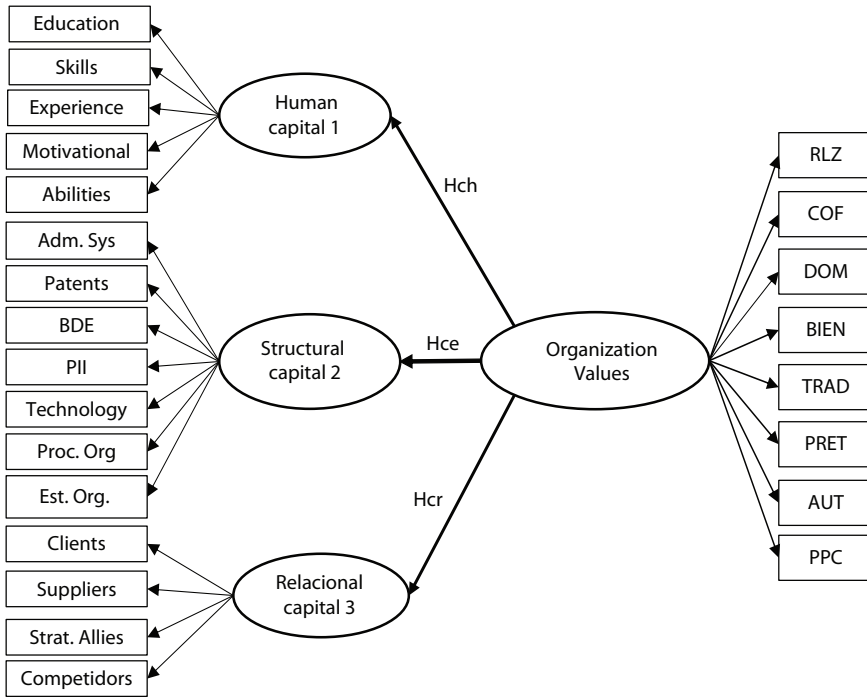 Education
Skills
Experience
Motivational
Abilities
Adm. Sys
Patents
BDE
PII
Technology
Proc. Org
Est. Org.
Clients
Suppliers
Strat. Allies
Competidors
Human
capital 1
Structural
capital 2
Relacional
capital 3
Hch
Hce
Hcr
Organization
Values
RLZ
COF
DOM
BIEN
TRAD
PRET
AUT
PPC